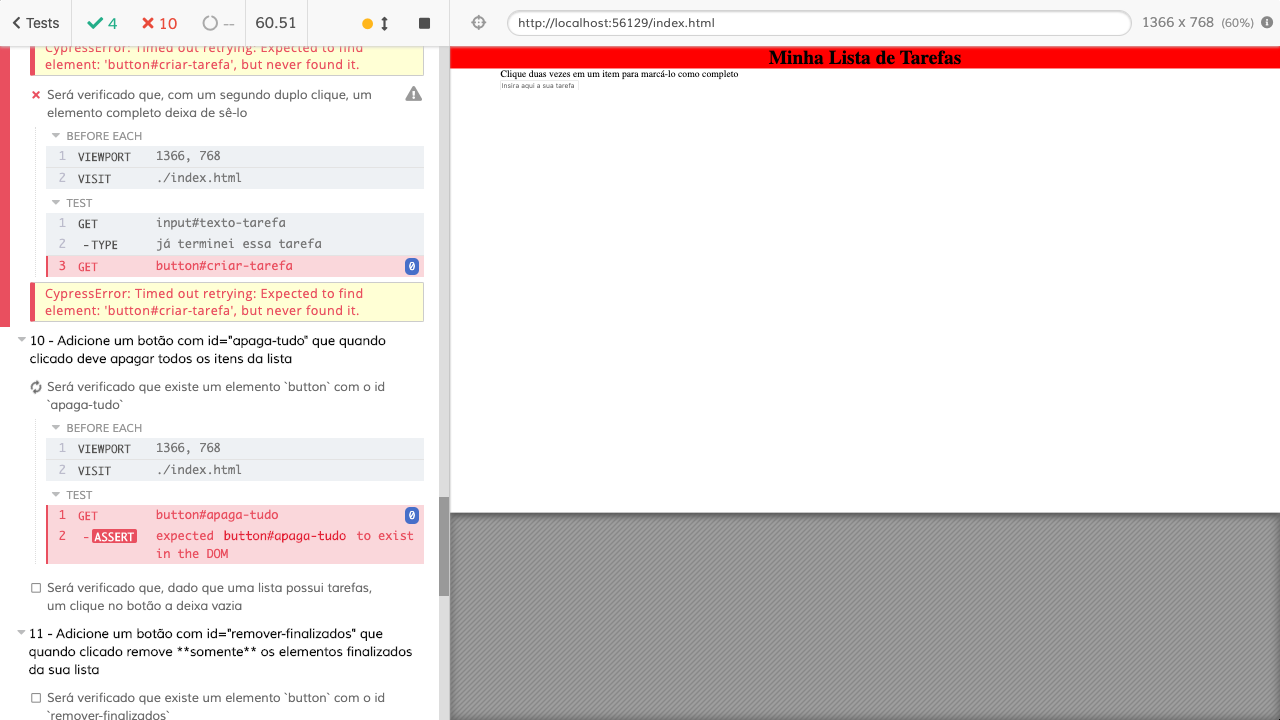 Tests
4
10
--
60.51
http://localhost:56129/index.html
1366 x 768 (60%)
CypressError: Timed out retrying: Expected to find
element: 'button#criar-tarefa', but never found it.
Será verificado que, com um segundo duplo clique, um
elemento completo deixa de sê-lo
BEFORE EACH
1 VIEWPORT 1366, 768
2 VISIT ./index.html
TEST
1 GET input#texto-tarefa
2 -TYPE já terminei essa tarefa
3 GET button#criar-tarefa 0
CypressError: Timed out retrying: Expected to find
element: 'button#criar-tarefa', but never found it.
10 - Adicione um botão com id="apaga-tudo" que quando
clicado deve apagar todos os itens da lista
Será verificado que existe um elemento `button` com o id
`apaga-tudo`
BEFORE EACH
1 VIEWPORT 1366, 768
2 VISIT ./index.html
TEST
1 GET button#apaga-tudo 0
2 -ASSERT expected button#apaga-tudo to exist
in the DOM
Será verificado que, dado que uma lista possui tarefas,
um clique no botão a deixa vazia
11 - Adicione um botão com id="remover-finalizados" que
quando clicado remove **somente** os elementos finalizados
da sua lista
Será verificado que existe um elemento `button` com o id
`remover-finalizados`
Minha Lista de Tarefas
Clique duas vezes em um item para marcá-lo como completo
Insira aqui a sua tarefa